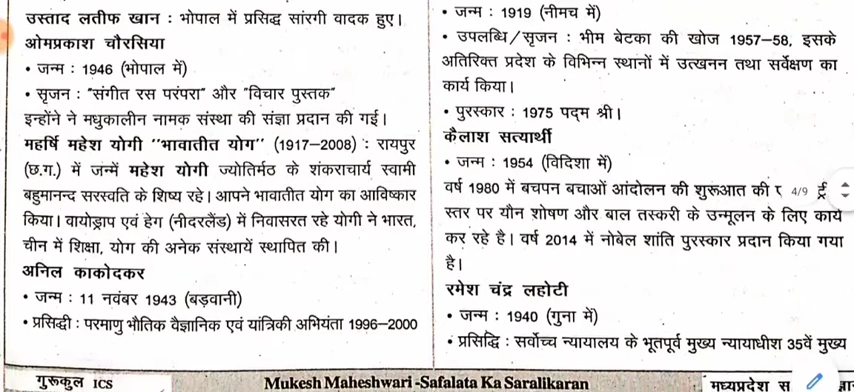 उस्ताद लतीफ खान : भोपाल में प्रसिद्ध सारंगी वादक हुए।
ओमप्रकाश चौरसिया
• जन्म : 1946 (भोपाल में)
• सृजन : "संगीत रस परंपरा" और "विचार पुस्तक"
इन्होंने ने मधुकालीन नामक संस्था की संज्ञा प्रदान की गई।
महर्षि महेश योगी "भावातीत योग" (1917–2008) : रायपुर
(छ.ग.) में जन्में महेश योगी ज्योतिर्मठ के शंकराचार्य स्वामी
बहुमानन्द सरस्वति के शिष्य रहे। आपने भावातीत योग का आविष्कार
किया। वायोड्राप एवं हेग (नीदरलैंड) में निवासरत रहे योगी ने भारत,
चीन में शिक्षा, योग की अनेक संस्थायें स्थापित की।
अनिल काकोदकर
• जन्म : 11 नवंबर 1943 (बड़वानी)
• प्रसिद्वी : परमाणु भौतिक वैज्ञानिक एवं यांत्रिकी अभियंता 1996–2000
• जन्म : 1919 (नीमच में)
• उपलब्धि/सृजन : भीम बेटका की खोज 1957–58, इसके
अतिरिक्त प्रदेश के विभिन्न स्थानों में उत्खनन तथा सर्वेक्षण का
कार्य किया।
• पुरस्कार : 1975 पद्म श्री।
कैलाश सत्यार्थी
• जन्म : 1954 (विदिशा में)
वर्ष 1980 में बचपन बचाओं आंदोलन की शुरूआत की 4/9
स्तर पर यौन शोषण और बाल तस्करी के उन्मूलन के लिए कार्य
कर रहे है। वर्ष 2014 में नोबेल शांति पुरस्कार प्रदान किया गया
है।
रमेश चंद्र लहोटी
• जन्म : 1940 (गुना में)
• प्रसिद्धि : सर्वोच्च न्यायालय के भूतपूर्व मुख्य न्यायाधीश 35वें मुख्य
गुरूकुल ICS Mukesh Maheshwari -Safalata Ka Saralikaran मध्यप्रदेश